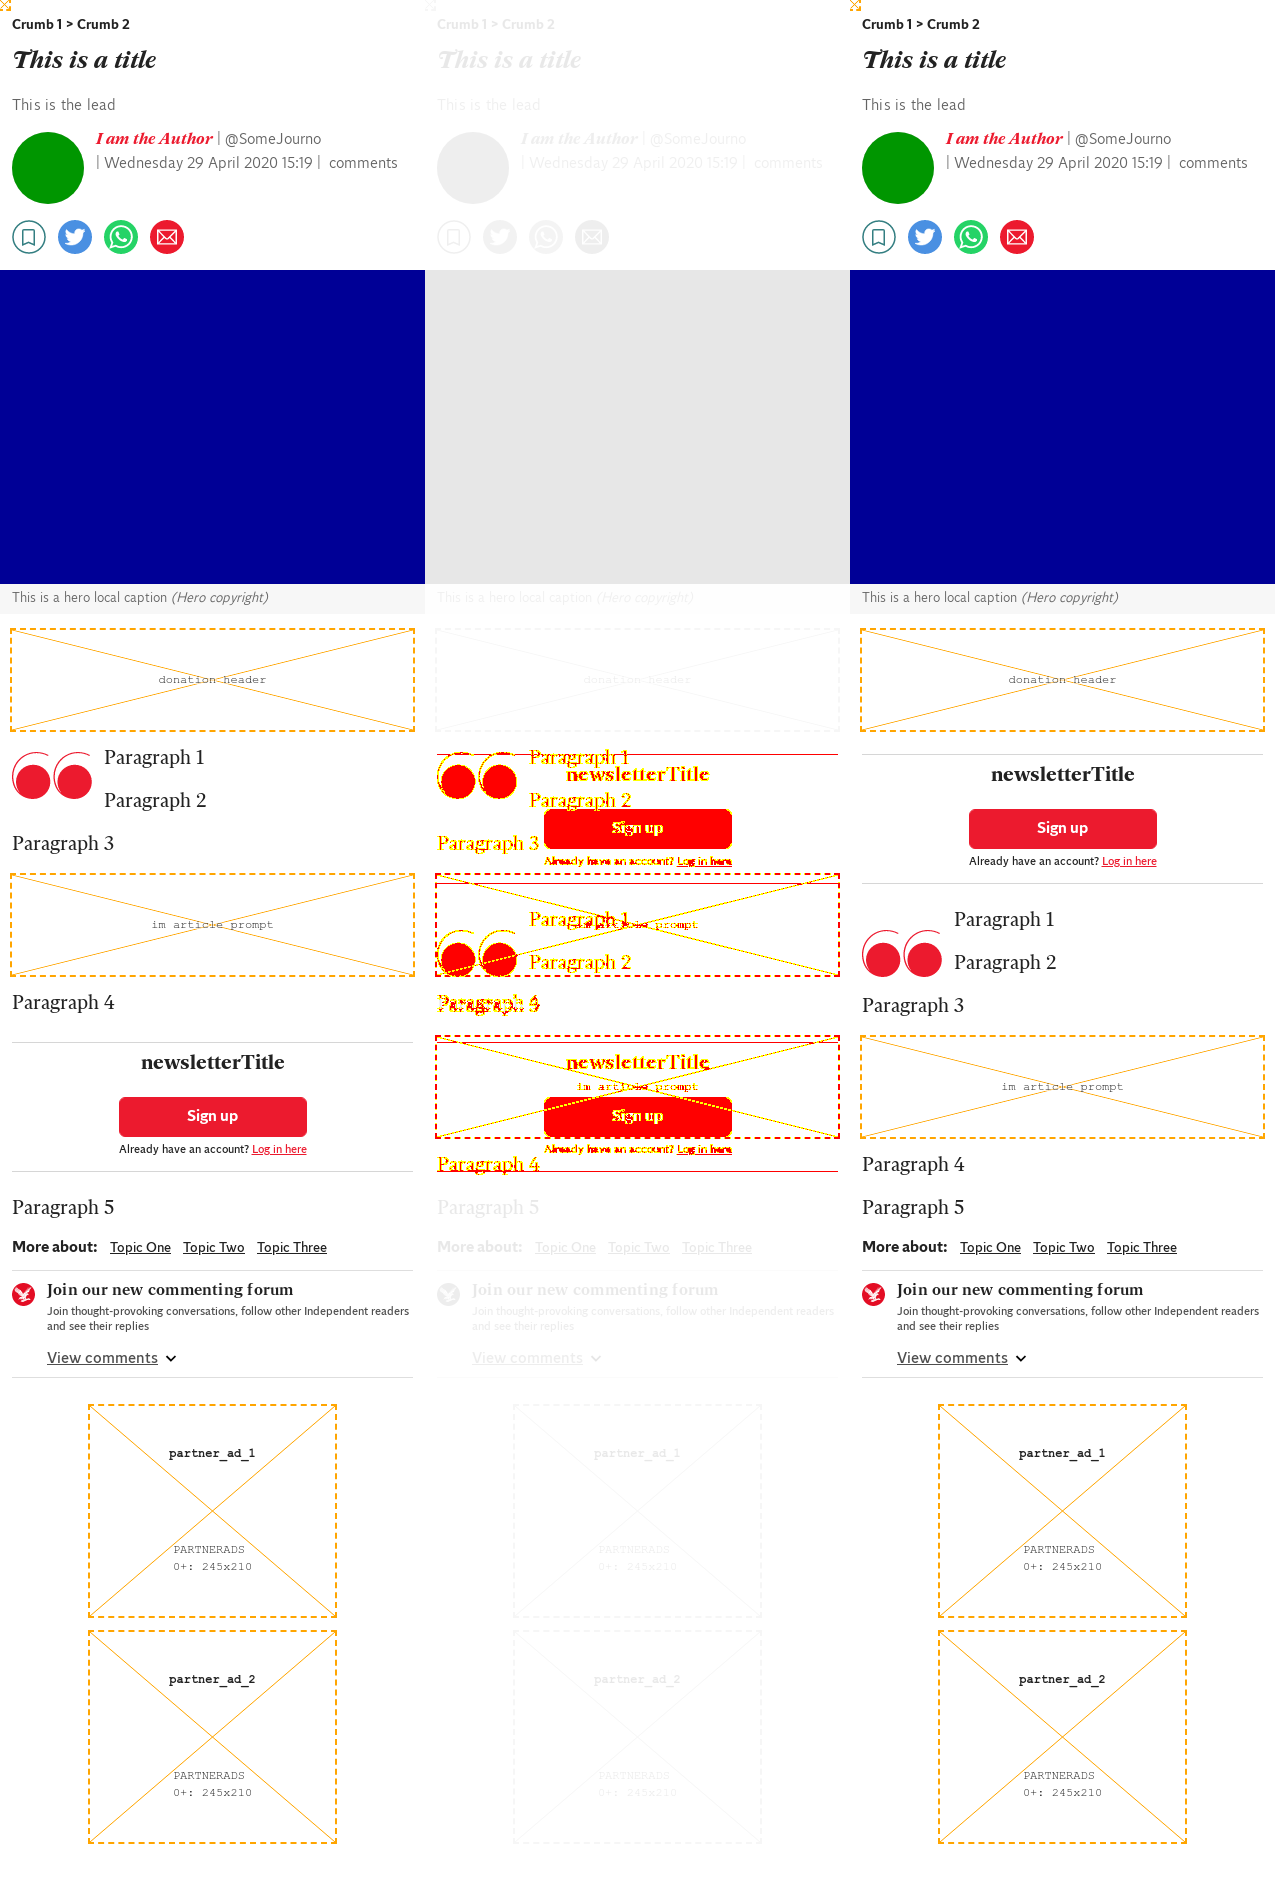 Crumb 1 > Crumb 2
This is a title
This is the lead
I am the Author | @SomeJourno
| Wednesday 29 April 2020 15:19 | comments
This is a hero local caption (Hero copyright)
donation header
Paragraph 1
Paragraph 2
Paragraph 3
im article prompt
Paragraph 4
newsletterTitle
Sign up
Already have an account? Log in here
Paragraph 5
More about: Topic One Topic Two Topic Three
Join our new commenting forum
Join thought-provoking conversations, follow other Independent readers
and see their replies
View comments
partner_ad_1
PARTNERADS
0+: 245x210
partner_ad_2
PARTNERADS
0+: 245x210
Crumb 1 > Crumb 2
This is a title
This is the lead
I am the Author | @SomeJourno
| Wednesday 29 April 2020 15:19 | comments
This is a hero local caption (Hero copyright)
donation header
Paragraph 1
newsletterTitle
Paragraph 2
Sign up
Paragraph 3
Already have an account? Log in here
Paragraph 1
im article prompt
Paragraph 2
Paragraph 4
newsletterTitle
im article prompt
Sign up
Already have an account? Log in here
Paragraph 4
Paragraph 5
More about: Topic One Topic Two Topic Three
Join our new commenting forum
Join thought-provoking conversations, follow other Independent readers
and see their replies
View comments
partner_ad_1
PARTNERADS
0+: 245x210
partner_ad_2
PARTNERADS
0+: 245x210
Crumb 1 > Crumb 2
This is a title
This is the lead
I am the Author | @SomeJourno
| Wednesday 29 April 2020 15:19 | comments
This is a hero local caption (Hero copyright)
donation header
newsletterTitle
Sign up
Already have an account? Log in here
Paragraph 1
Paragraph 2
Paragraph 3
im article prompt
Paragraph 4
Paragraph 5
More about: Topic One Topic Two Topic Three
Join our new commenting forum
Join thought-provoking conversations, follow other Independent readers
and see their replies
View comments
partner_ad_1
PARTNERADS
0+: 245x210
partner_ad_2
PARTNERADS
0+: 245x210